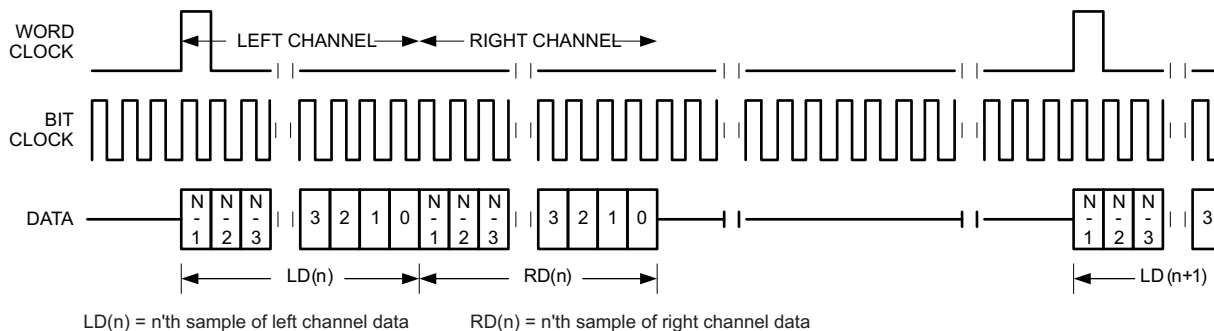 WORD
CLOCK
LEFT CHANNEL
RIGHT CHANNEL
BIT
CLOCK
DATA
N-1 N-2 N-3 3 2 1 0 N-1 N-2 N-3 3 2 1 0 N-1 N-2 N-3 3
LD(n)
RD(n)
LD(n+1)
LD(n) = n'th sample of left channel data
RD(n) = n'th sample of right channel data